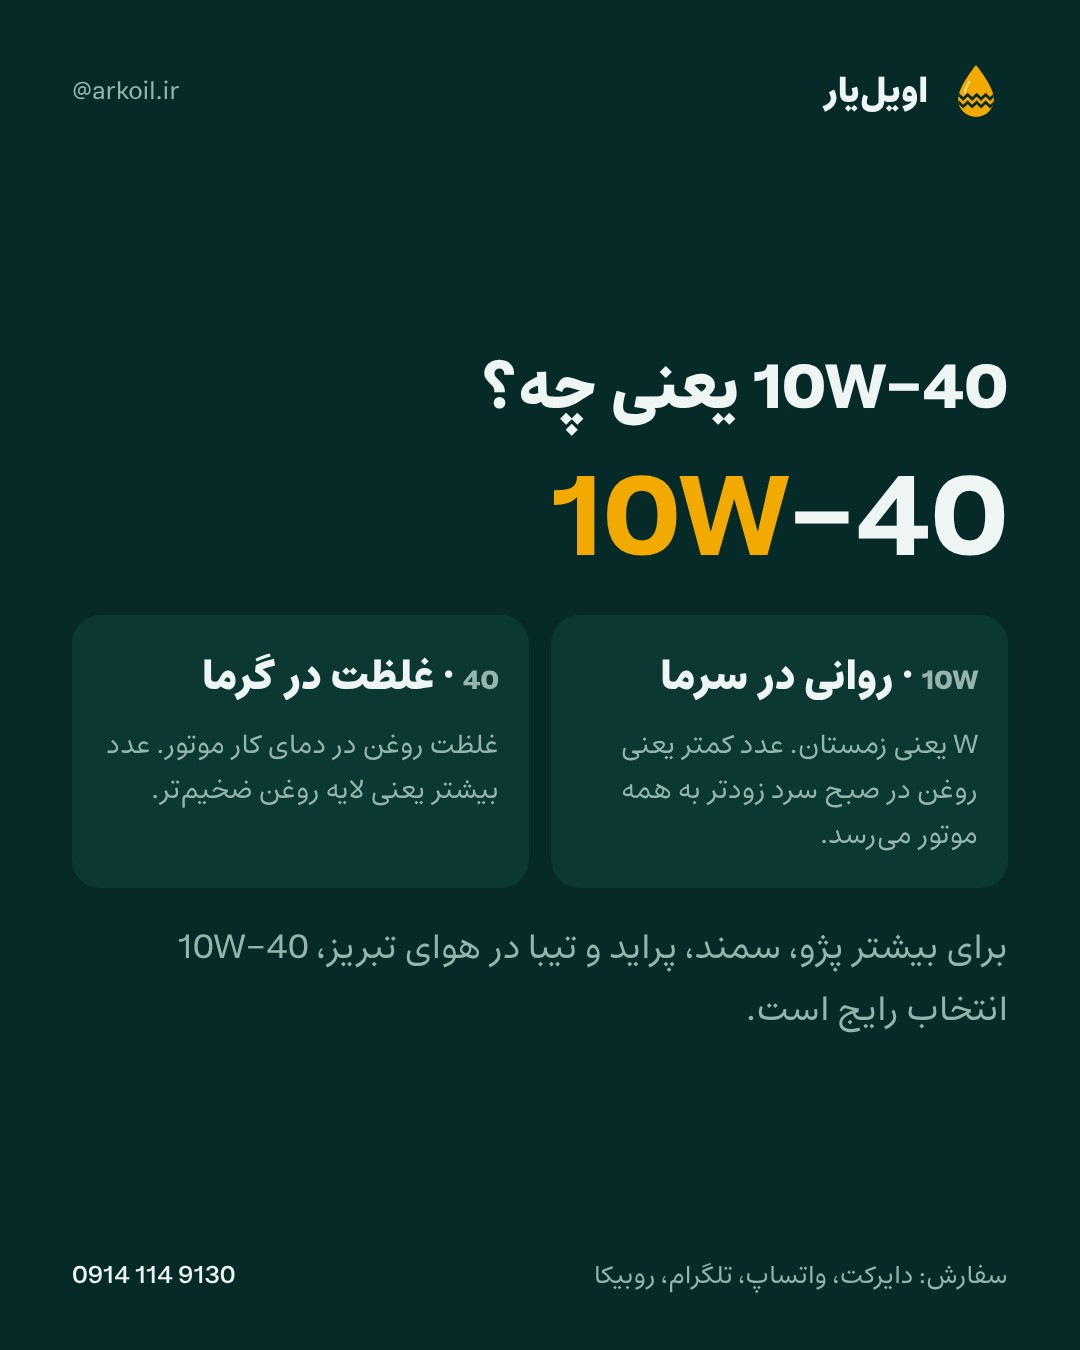 اویل‌یار
@arkoil.ir
10W–40 یعنی چه؟
10W–40
10W · روانی در سرما
W یعنی زمستان. عدد کمتر یعنی
روغن در صبح سرد زودتر به همه
موتور می‌رسد.
40 · غلظت در گرما
غلظت روغن در دمای کار موتور. عدد
بیشتر یعنی لایه روغن ضخیم‌تر.
برای بیشتر پژو، سمند، پراید و تیبا در هوای تبریز، 10W–40
انتخاب رایج است.
سفارش: دایرکت، واتساپ، تلگرام، روبیکا
0914 114 9130